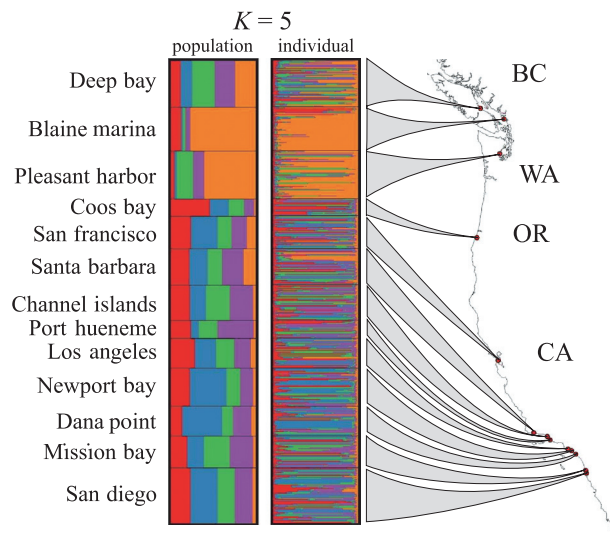 K = 5
population individual
Deep bay
Blaine marina
Pleasant harbor
Coos bay
San francisco
Santa barbara
Channel islands
Port hueneme
Los angeles
Newport bay
Dana point
Mission bay
San diego
BC
WA
OR
CA